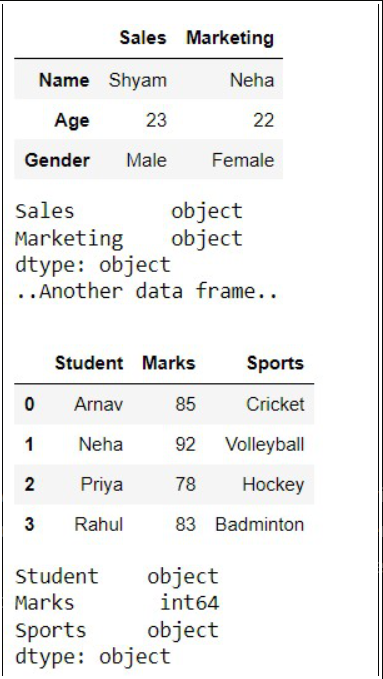 Sales Marketing
Name Shyam Neha
Age 23 22
Gender Male Female
Sales object
Marketing object
dtype: object
..Another data frame..
Student Marks Sports
0 Arnav 85 Cricket
1 Neha 92 Volleyball
2 Priya 78 Hockey
3 Rahul 83 Badminton
Student object
Marks int64
Sports object
dtype: object